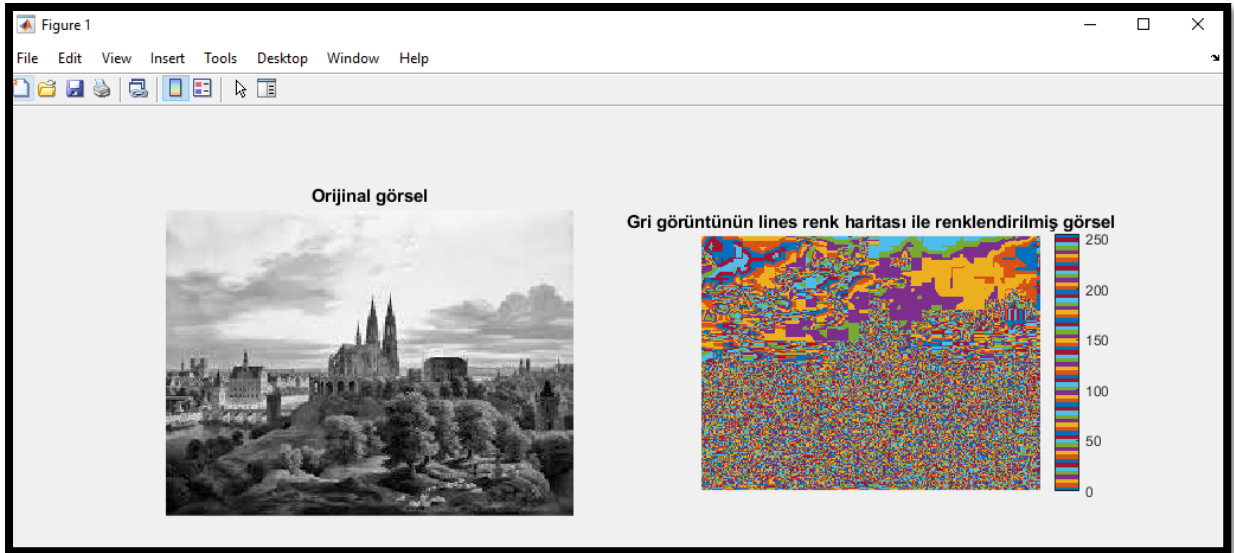 Figure 1
File Edit View Insert Tools Desktop Window Help
Orijinal görsel
Gri görüntünün lines renk haritası ile renklendirilmiş görsel
250
200
150
100
50
0